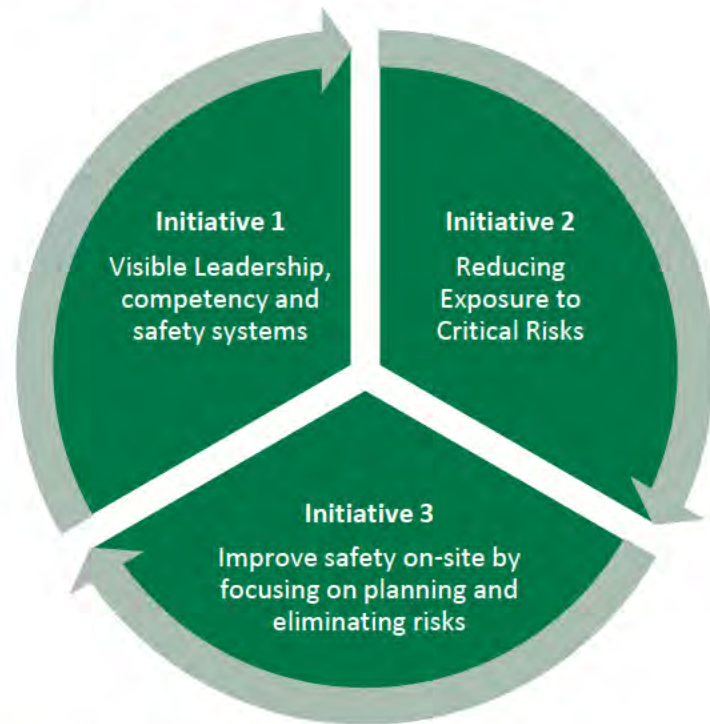 Initiative 1
Visible Leadership,
competency and
safety systems
Initiative 2
Reducing
Exposure to
Critical Risks
Initiative 3
Improve safety on-site by
focusing on planning and
eliminating risks